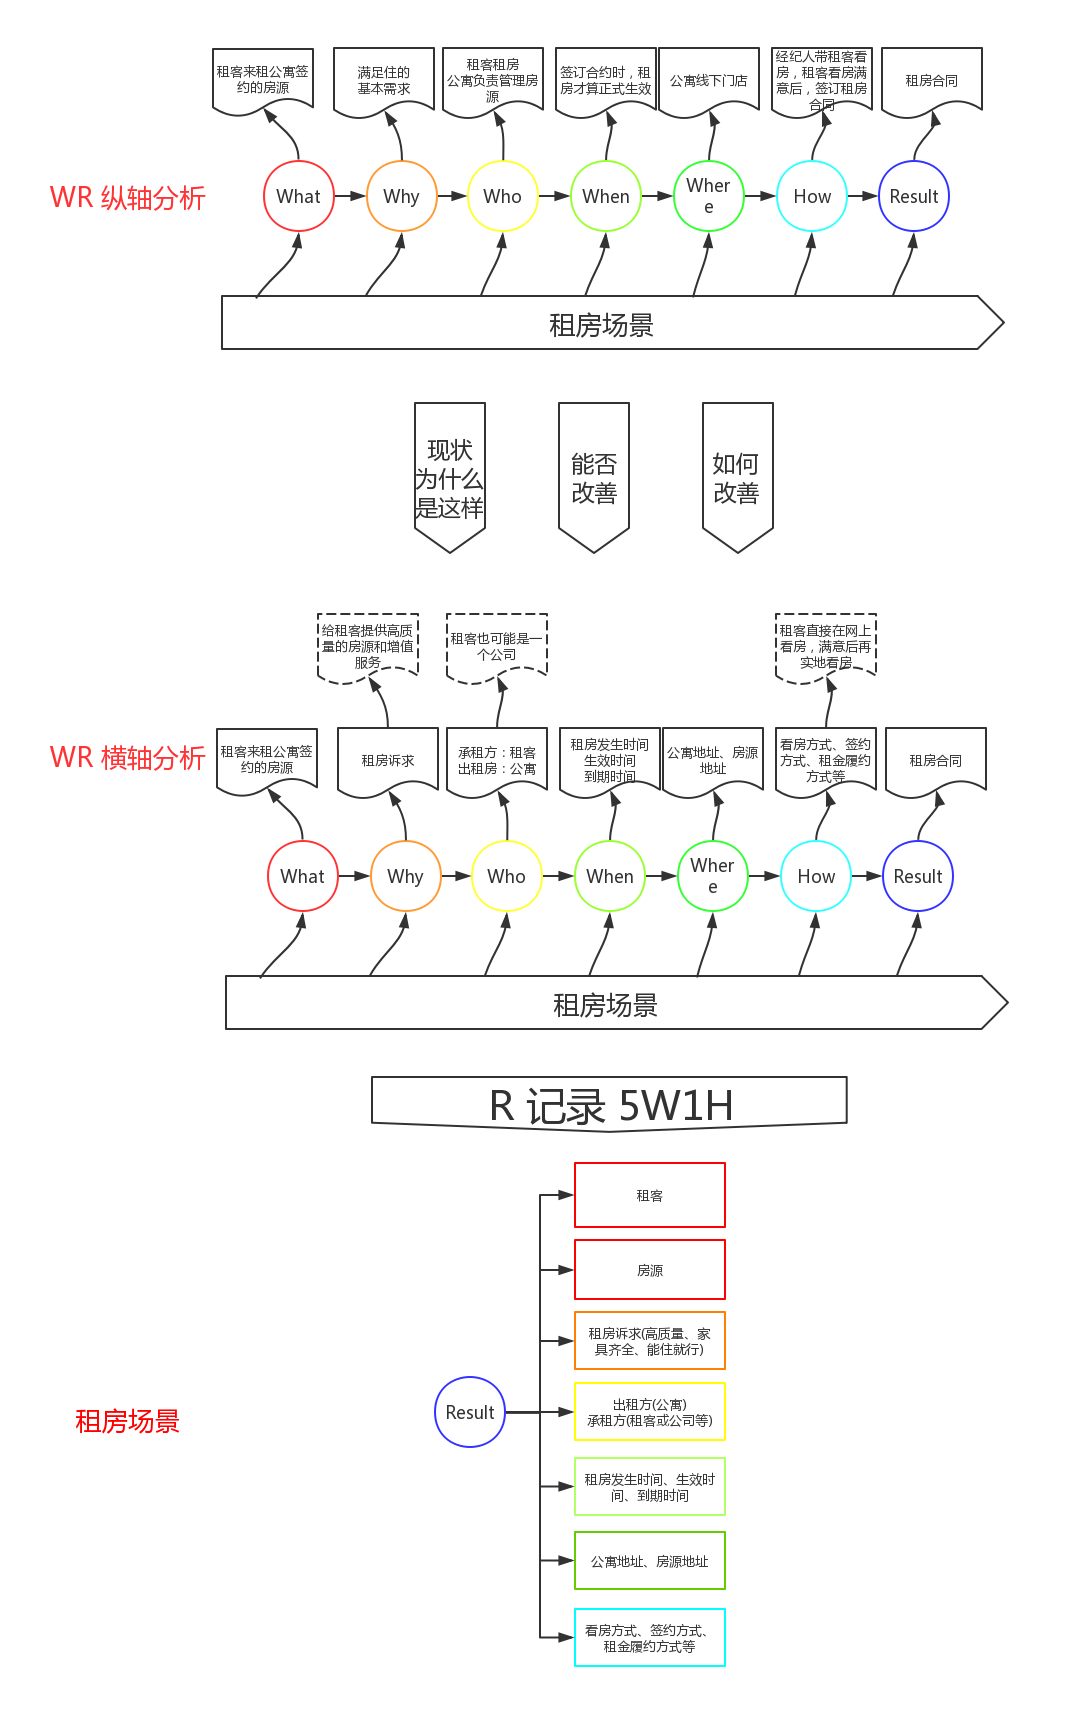 租客来租公寓签
约的房源
满足住的
基本需求
租客租房
公寓负责管理房
源
签订合约时，租
房才算正式生效
公寓线下门店
经纪人带租客看
房，租客看房满
意后，签订租房
合同
租房合同
WR 纵轴分析
What
Why
Who
When
Wher
e
How
Result
租房场景
现状
为什么
是这样
能否
改善
如何
改善
给租客提供高质
量的房源和增值
服务
租客也可能是一
个公司
租客直接在网上
看房，满意后再
实地看房
租客来租公寓签
约的房源
租房诉求
承租方：租客
出租房：公寓
租房发生时间
生效时间
到期时间
公寓地址、房源
地址
看房方式、签约
方式、租金履约
方式等
租房合同
WR 横轴分析
What
Why
Who
When
Wher
e
How
Result
租房场景
R 记录 5W1H
租客
房源
租房诉求(高质量、家
具齐全、能住就行)
租房场景
Result
出租方(公寓)
承租方(租客或公司等)
租房发生时间、生效时
间、到期时间
公寓地址、房源地址
看房方式、签约方式、
租金履约方式等